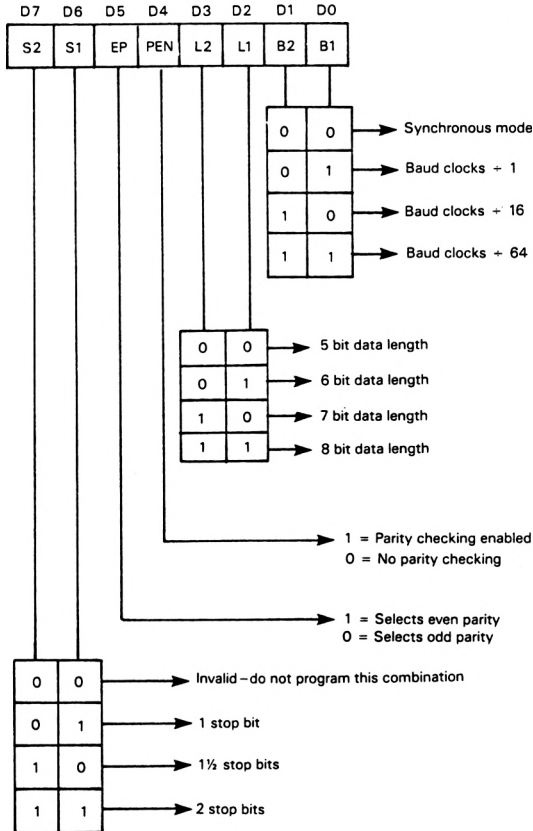 D7 D6 D5 D4 D3 D2 D1 D0
S2 S1 EP PEN L2 L1 B2 B1
0 0 Synchronous mode
0 1 Baud clocks ÷ 1
1 0 Baud clocks ÷ 16
1 1 Baud clocks ÷ 64
0 0 5 bit data length
0 1 6 bit data length
1 0 7 bit data length
1 1 8 bit data length
1 = Parity checking enabled
0 = No parity checking
1 = Selects even parity
0 = Selects odd parity
0 0 Invalid – do not program this combination
0 1 1 stop bit
1 0 1½ stop bits
1 1 2 stop bits